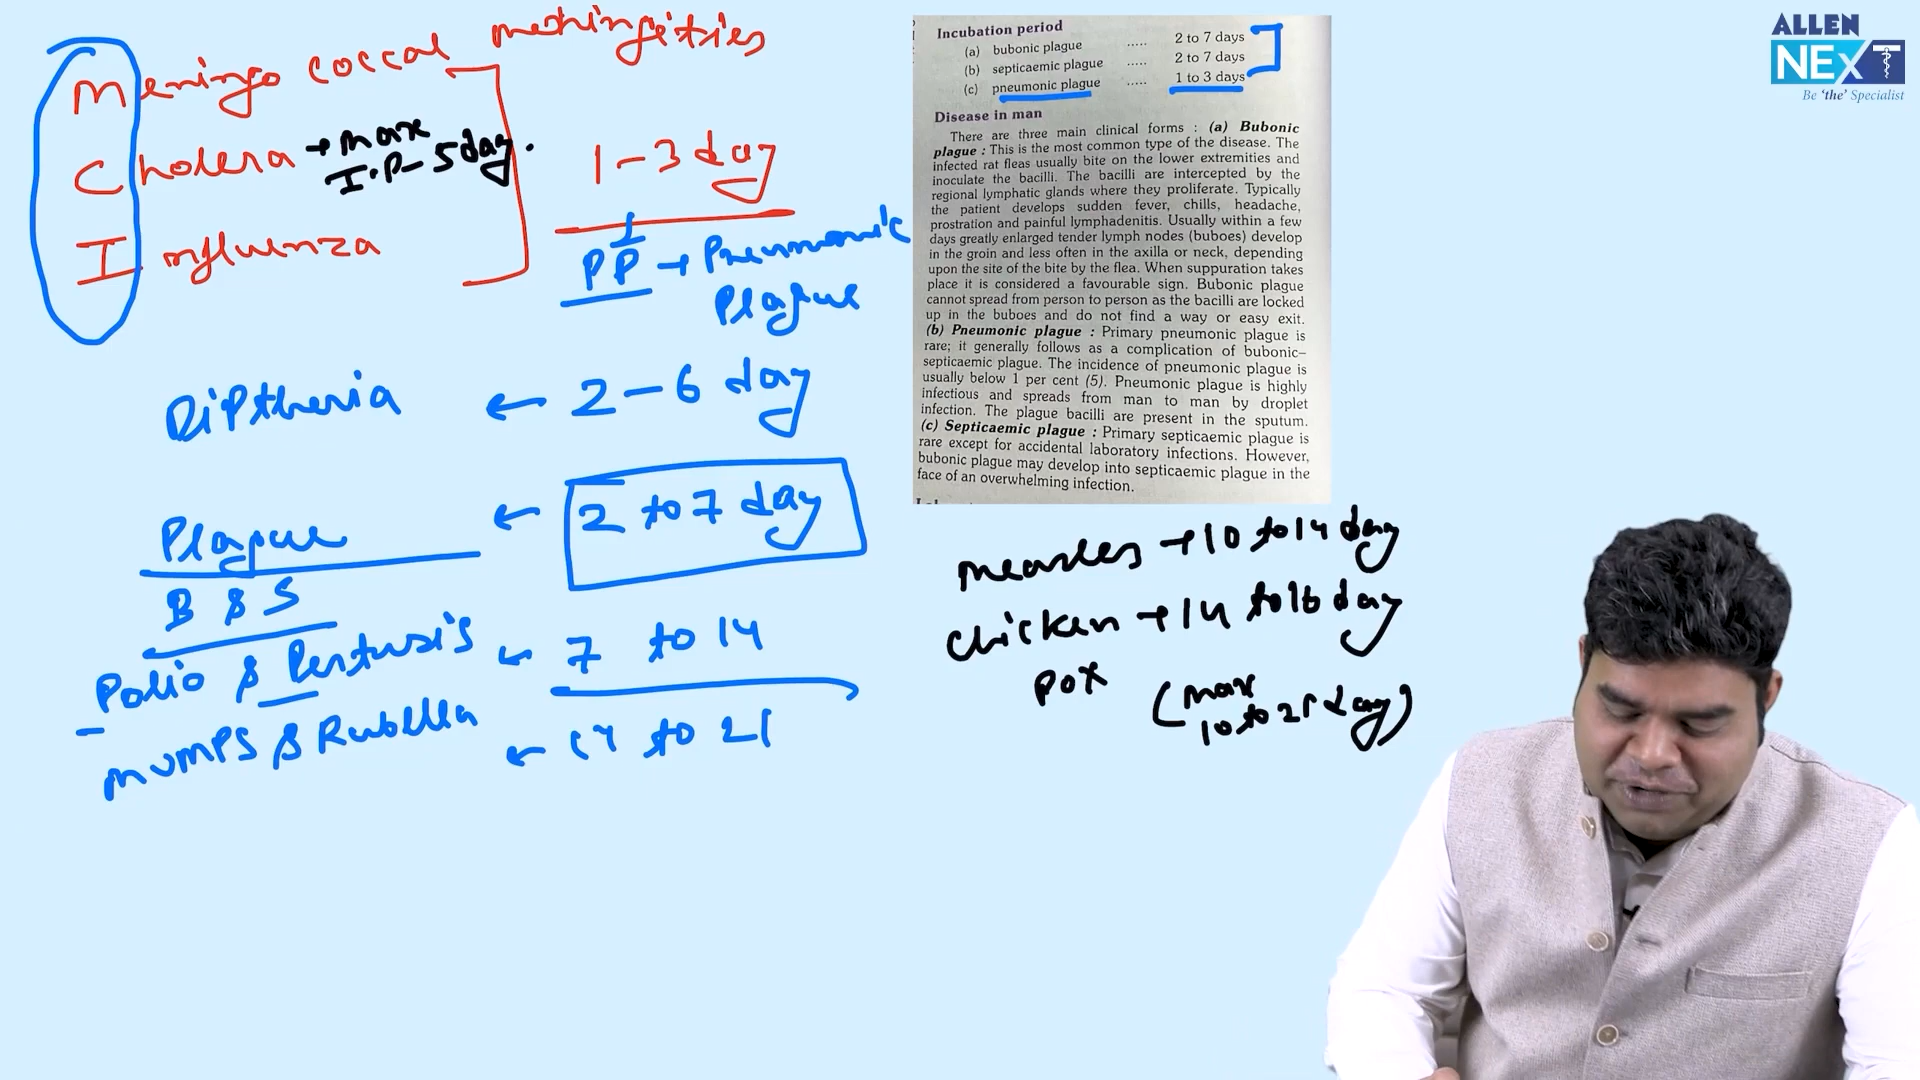 Meningo coccal meningities
Cholera → max
I.P - 5 day.
Influenza
1 - 3 day
PP → Pneumonic
Plague
Diptheria ← 2 - 6 day
Plague ← 2 to 7 day
B & S
Polio & Pertusis ← 7 to 14
mumps & Rubella ← 14 to 21
Incubation period
(a) bubonic plague ..... 2 to 7 days
(b) septicaemic plague ..... 2 to 7 days
(c) pneumonic plague ..... 1 to 3 days
Disease in man
There are three main clinical forms : (a) Bubonic
plague : This is the most common type of the disease. The
infected rat fleas usually bite on the lower extremities and
inoculate the bacilli. The bacilli are intercepted by the
regional lymphatic glands where they proliferate. Typically
the patient develops sudden fever, chills, headache,
prostration and painful lymphadenitis. Usually within a few
days greatly enlarged tender lymph nodes (buboes) develop
in the groin and less often in the axilla or neck, depending
upon the site of the bite by the flea. When suppuration takes
place it is considered a favourable sign. Bubonic plague
cannot spread from person to person as the bacilli are locked
up in the buboes and do not find a way or easy exit.
(b) Pneumonic plague : Primary pneumonic plague is
rare; it generally follows as a complication of bubonic–
septicaemic plague. The incidence of pneumonic plague is
usually below 1 per cent (5). Pneumonic plague is highly
infectious and spreads from man to man by droplet
infection. The plague bacilli are present in the sputum.
(c) Septicaemic plague : Primary septicaemic plague is
rare except for accidental laboratory infections. However,
bubonic plague may develop into septicaemic plague in the
face of an overwhelming infection.
measles → 10 to 14 day
chicken → 14 to 16 day
pox
(max
10 to 21 day)
ALLEN
NEXT
Be 'the' Specialist